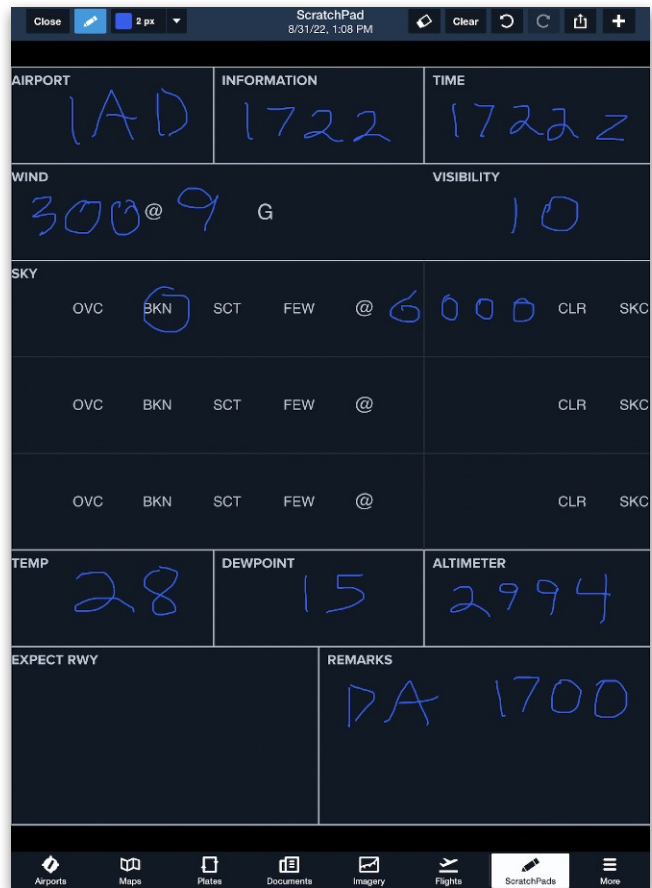 Close 2 px ScratchPad Clear
8/31/22, 1:08 PM
AIRPORT INFORMATION TIME
IAD 1722 1722 Z
WIND VISIBILITY
300 @ 9 G 10
SKY
OVC BKN SCT FEW @ 6000 CLR SKC
OVC BKN SCT FEW @ CLR SKC
OVC BKN SCT FEW @ CLR SKC
TEMP DEWPOINT ALTIMETER
28 15 2994
EXPECT RWY REMARKS
DA 1700
Airports Maps Plates Documents Imagery Flights ScratchPads More